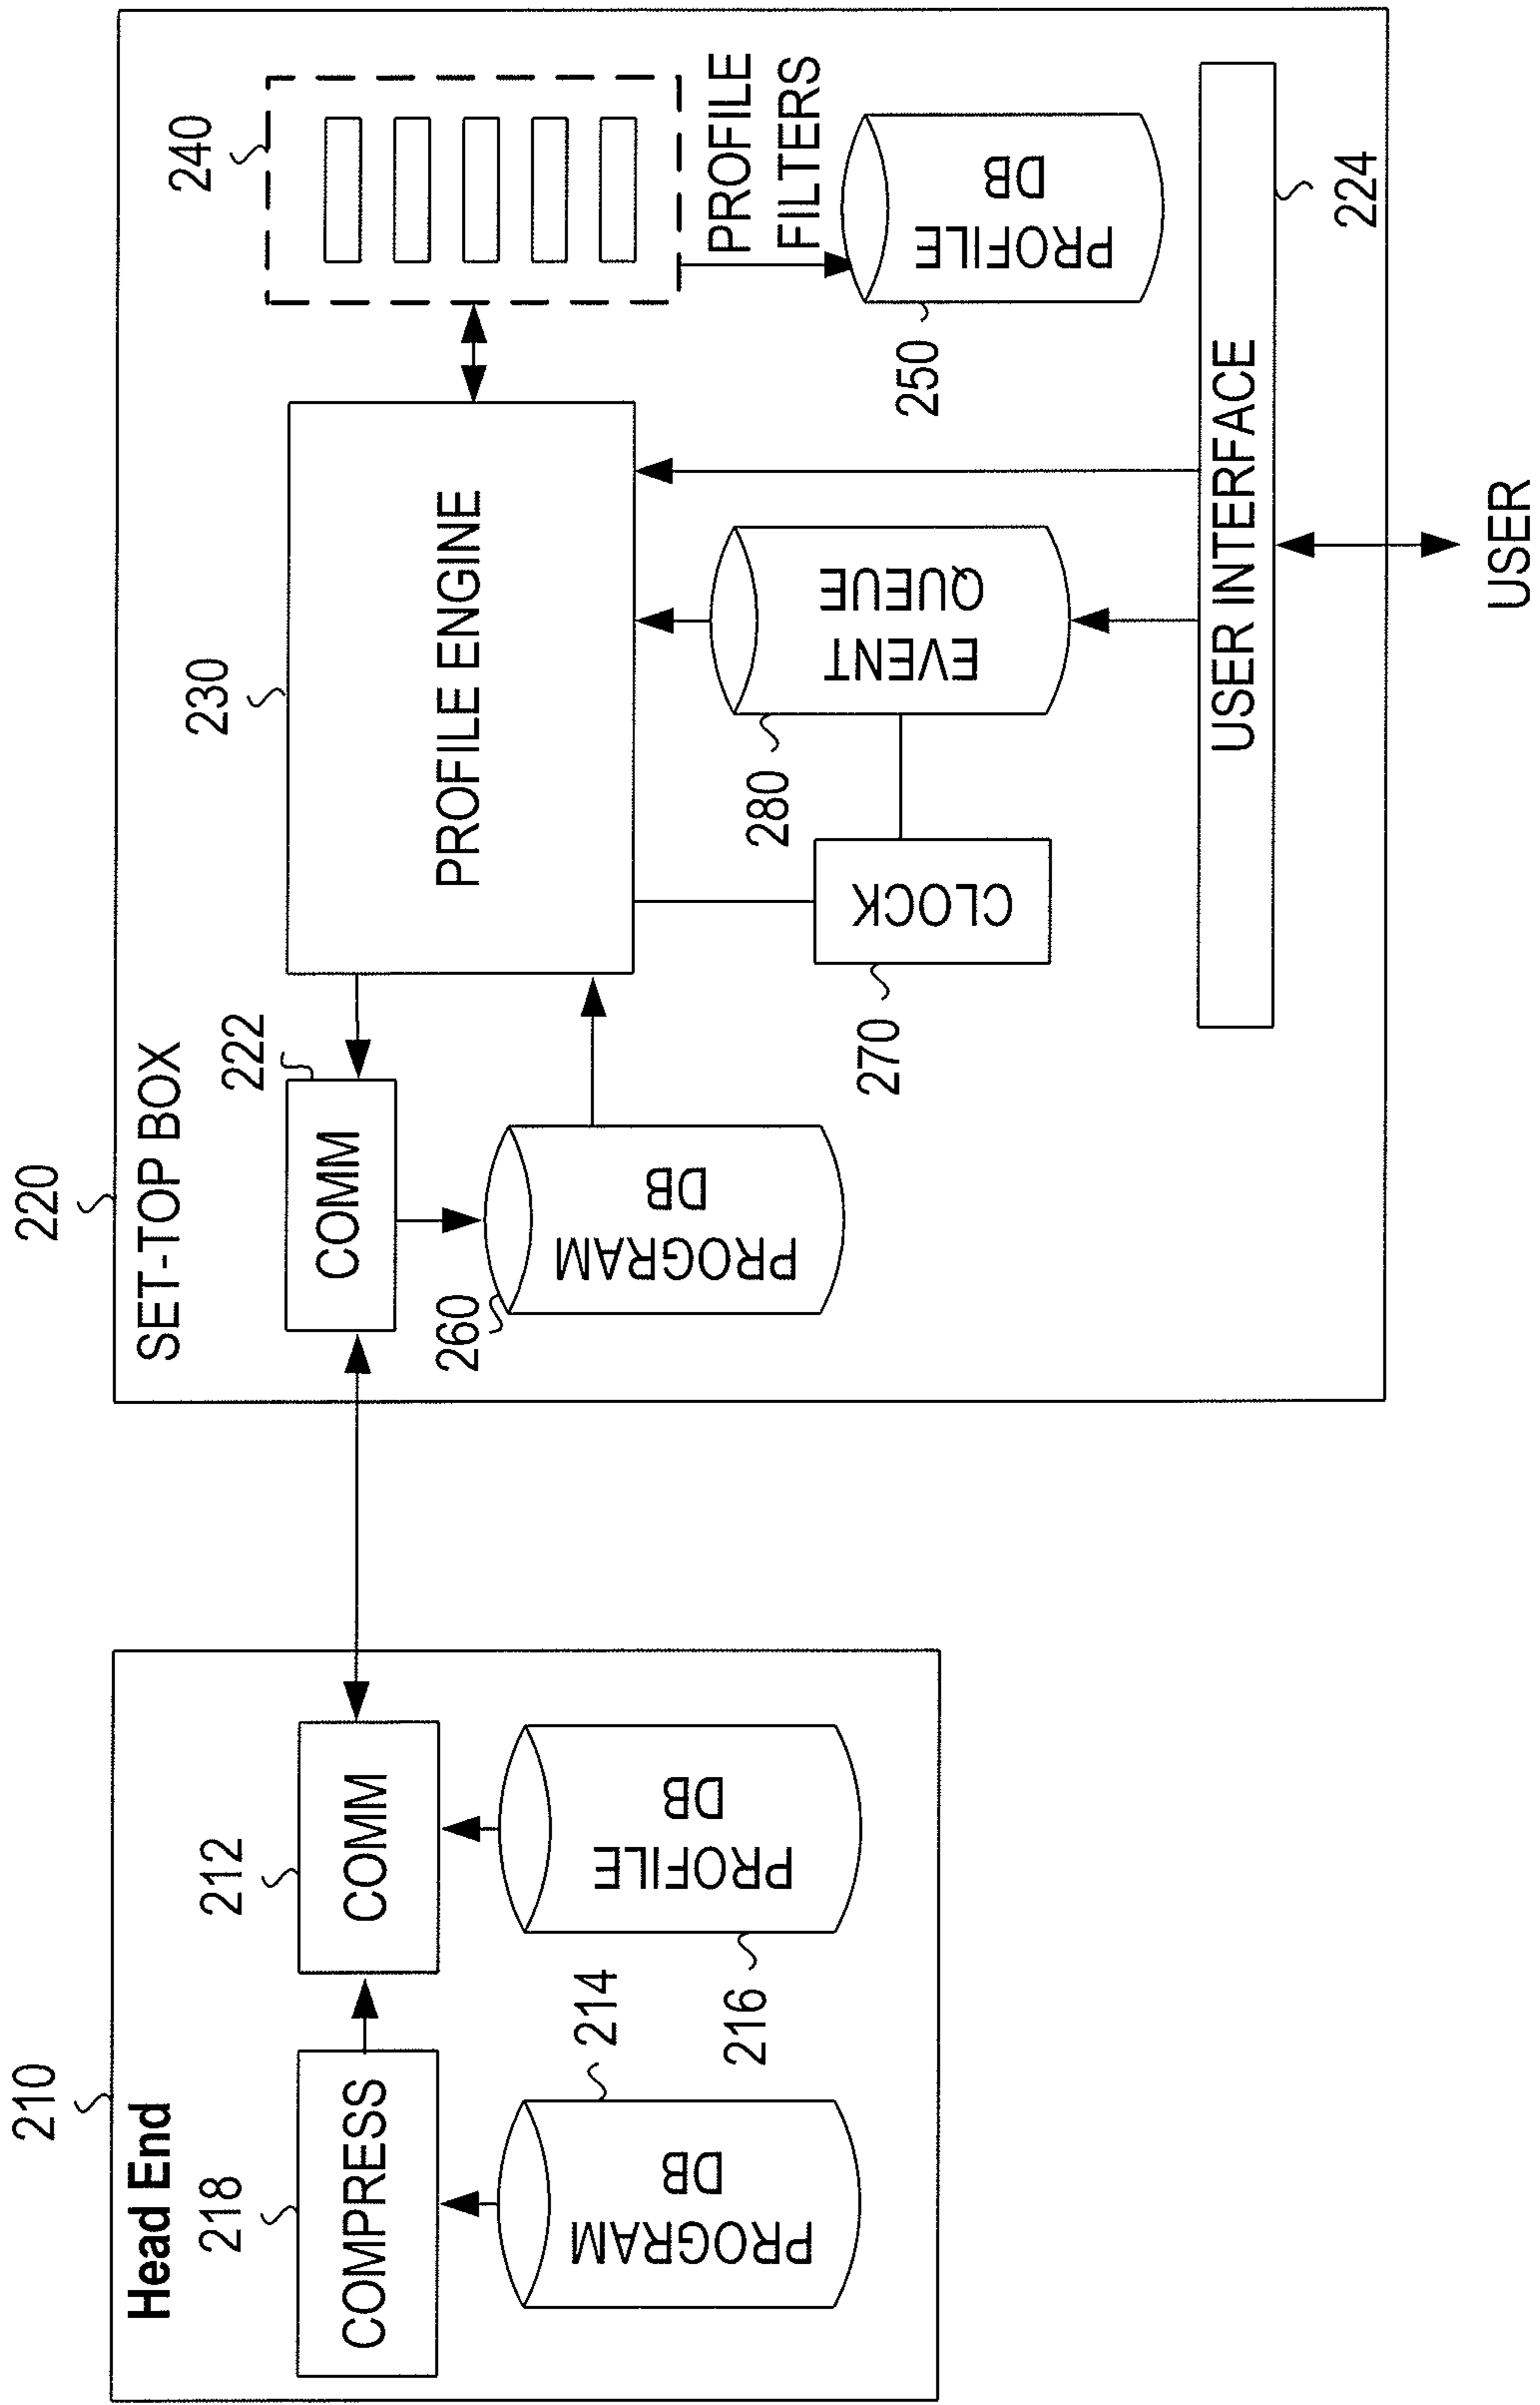 210
Head End
218
COMPRESS
212
COMM
PROGRAM
DB
214
PROFILE
DB
216
220
SET-TOP BOX
222
COMM
260
PROGRAM
DB
230
PROFILE ENGINE
240
PROFILE
FILTERS
250
PROFILE
DB
270
CLOCK
280
EVENT
QUEUE
USER INTERFACE
224
USER